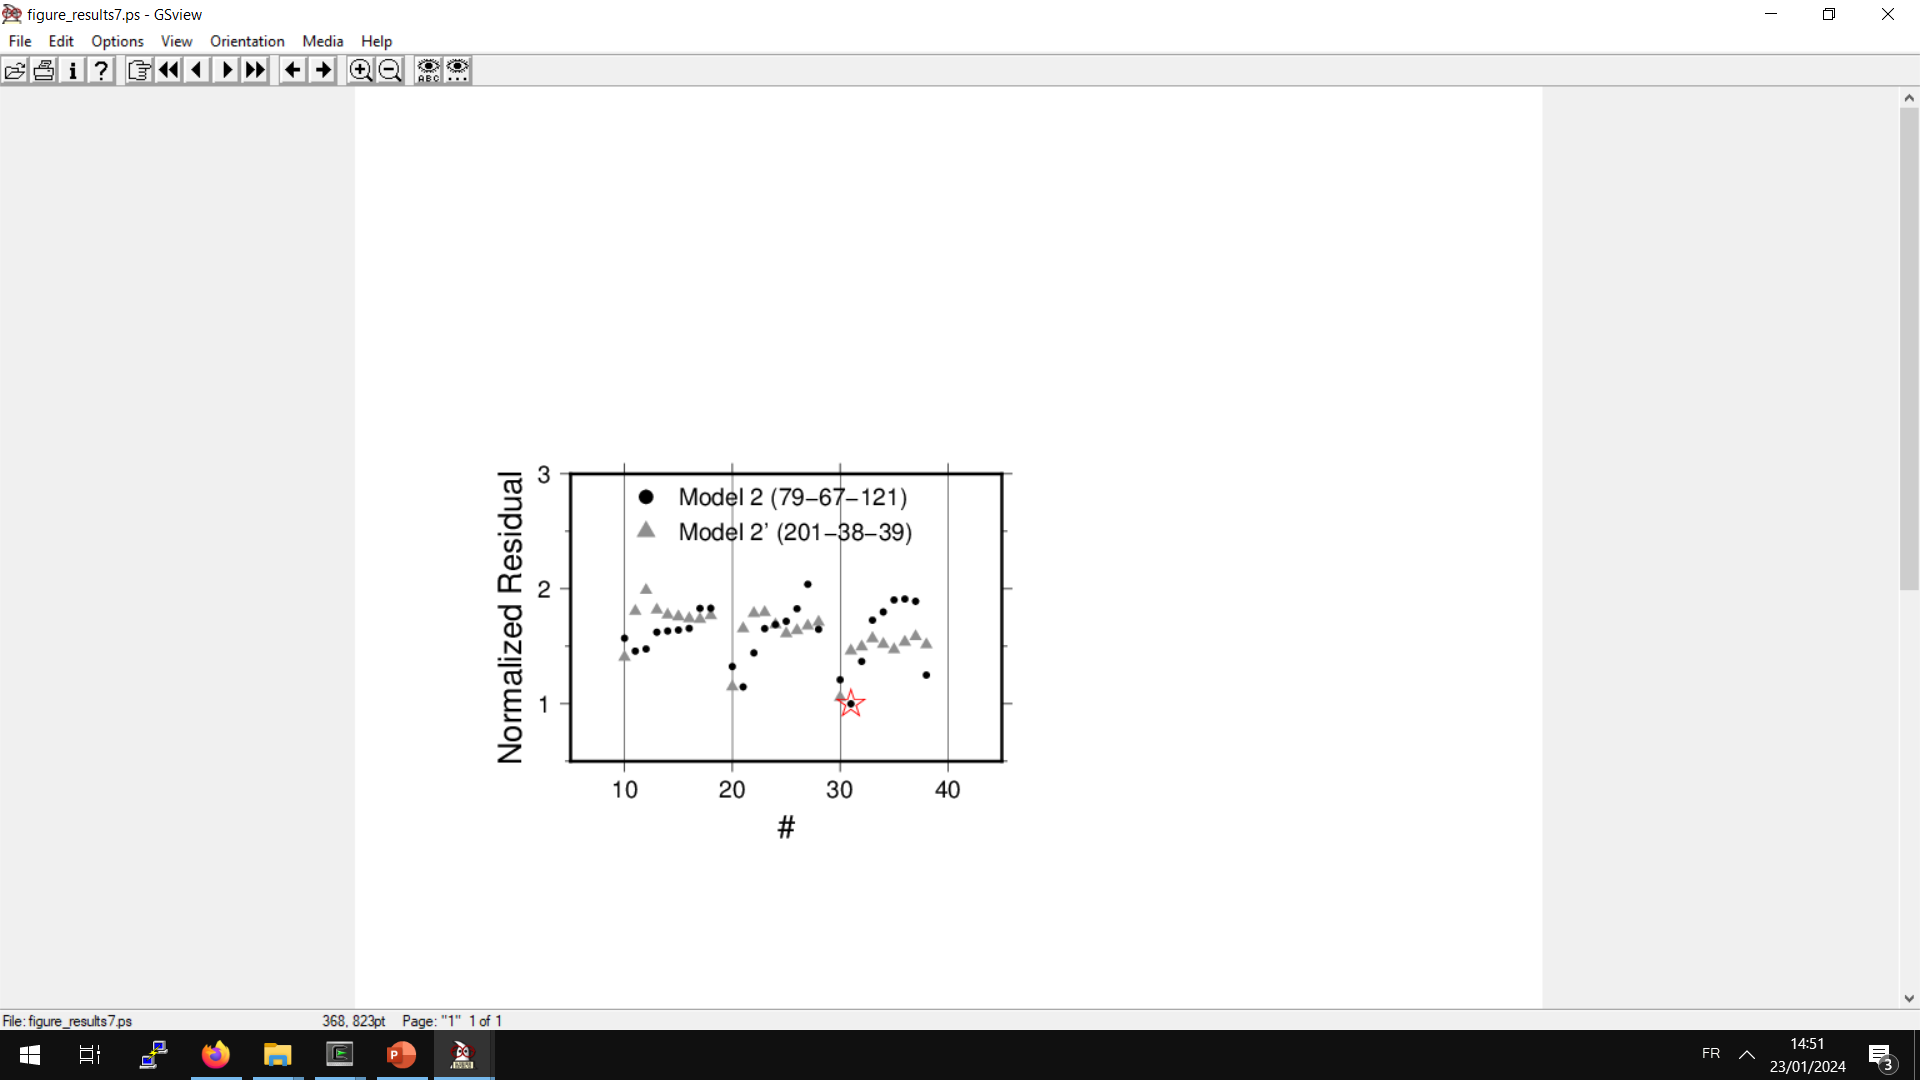 figure_results7.ps - GSview
File Edit Options View Orientation Media Help
i ? ABC
3
Model 2 (79−67−121)
Model 2’ (201−38−39)
2
1
Normalized Residual
10 20 30 40
#
File: figure_results7.ps 368, 823pt Page: "1" 1 of 1
P FR 14:51
23/01/2024 3